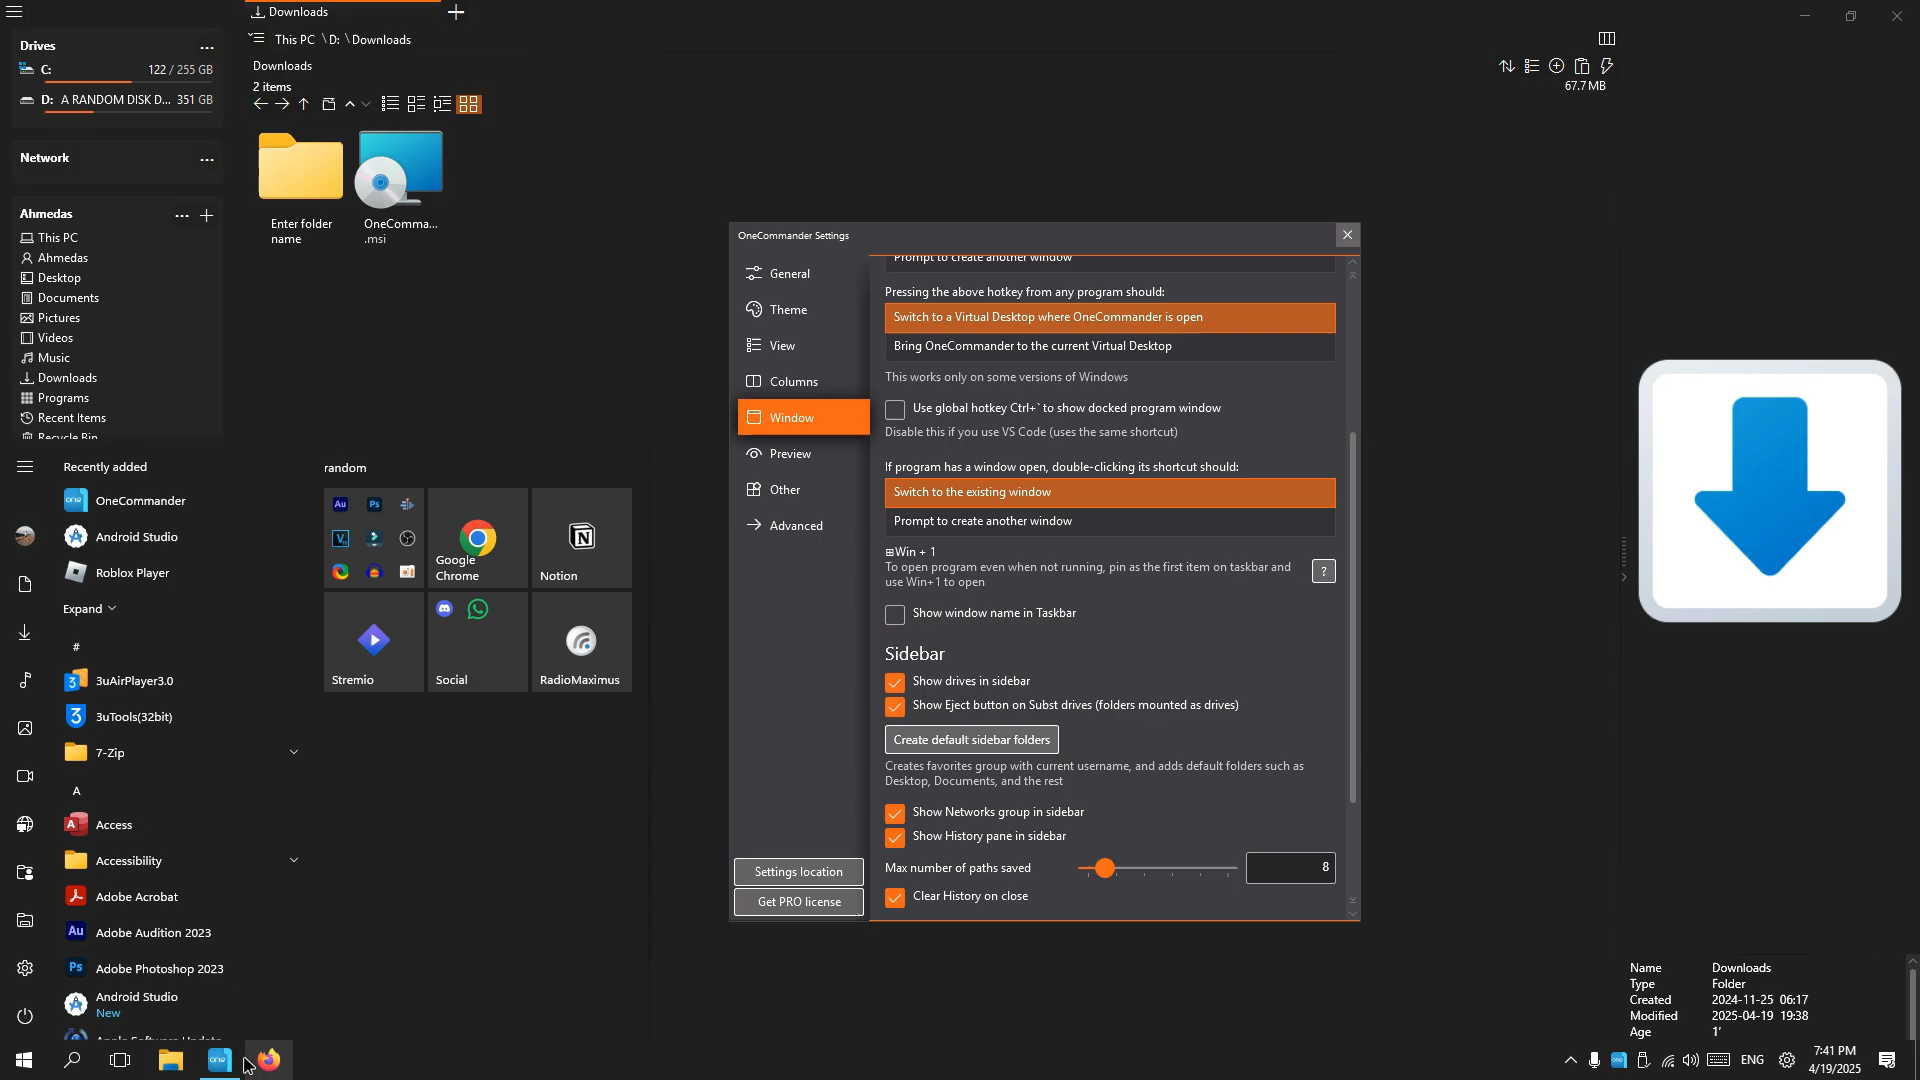 Downloads
This PC \ D: \ Downloads
Downloads
2 items
67.7 MB
Enter folder
name
OneComma...
.msi
Drives
C: 122 / 255 GB
D: A RANDOM DISK D... 351 GB
Network
Ahmedas
This PC
Ahmedas
Desktop
Documents
Pictures
Videos
Music
Downloads
Programs
Recent Items
Recycle Bin
OneCommander Settings
General
Theme
View
Columns
Window
Preview
Other
Advanced
Settings location
Get PRO license
Prompt to create another window
Pressing the above hotkey from any program should:
Switch to a Virtual Desktop where OneCommander is open
Bring OneCommander to the current Virtual Desktop
This works only on some versions of Windows
Use global hotkey Ctrl+` to show docked program window
Disable this if you use VS Code (uses the same shortcut)
If program has a window open, double-clicking its shortcut should:
Switch to the existing window
Prompt to create another window
⊞Win + 1
To open program even when not running, pin as the first item on taskbar and
use Win+1 to open
?
Show window name in Taskbar
Sidebar
Show drives in sidebar
Show Eject button on Subst drives (folders mounted as drives)
Create default sidebar folders
Creates favorites group with current username, and adds default folders such as
Desktop, Documents, and the rest
Show Networks group in sidebar
Show History pane in sidebar
Max number of paths saved 8
Clear History on close
Recently added
OneCommander
Android Studio
Roblox Player
Expand
#
3uAirPlayer3.0
3uTools(32bit)
7-Zip
A
Access
Accessibility
Adobe Acrobat
Adobe Audition 2023
Adobe Photoshop 2023
Android Studio
New
Apple Software Update
random
Au
Ps
Google
Chrome
Notion
Stremio
Social
RadioMaximus
Name Downloads
Type Folder
Created 2024-11-25 06:17
Modified 2025-04-19 19:38
Age 1'
one
ENG
7:41 PM
4/19/2025